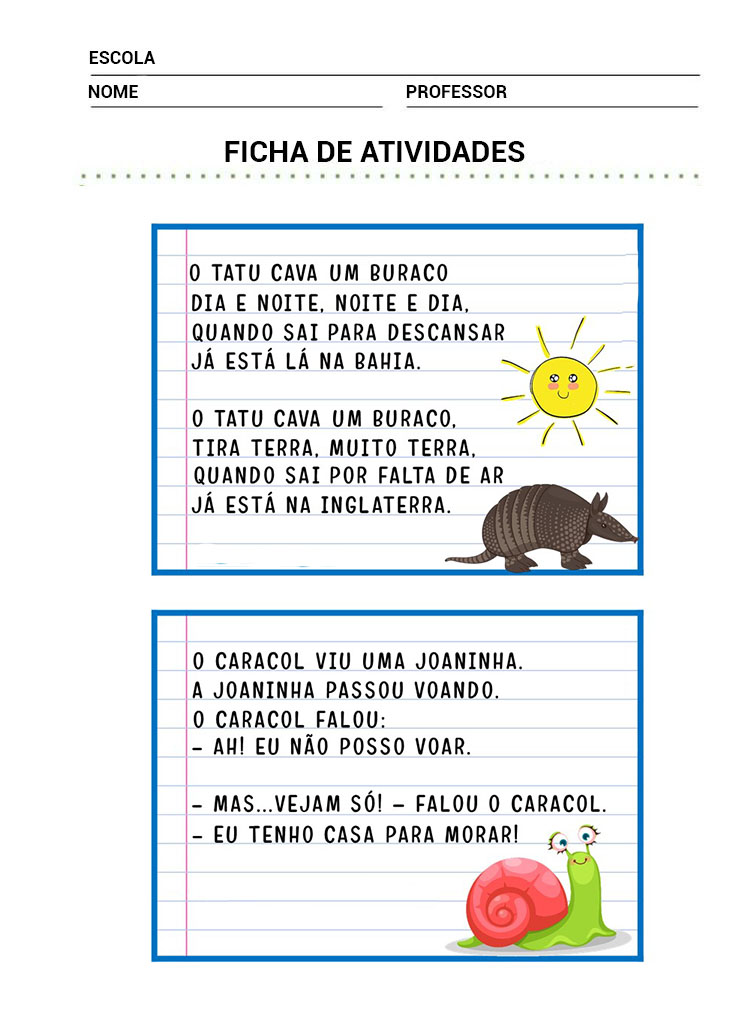 ESCOLA
NOME PROFESSOR
FICHA DE ATIVIDADES
O TATU CAVA UM BURACO
DIA E NOITE, NOITE E DIA,
QUANDO SAI PARA DESCANSAR
JÁ ESTÁ LÁ NA BAHIA.
O TATU CAVA UM BURACO,
TIRA TERRA, MUITO TERRA,
QUANDO SAI POR FALTA DE AR
JÁ ESTÁ NA INGLATERRA.
O CARACOL VIU UMA JOANINHA.
A JOANINHA PASSOU VOANDO.
O CARACOL FALOU:
– AH! EU NÃO POSSO VOAR.
– MAS...VEJAM SÓ! – FALOU O CARACOL.
– EU TENHO CASA PARA MORAR!